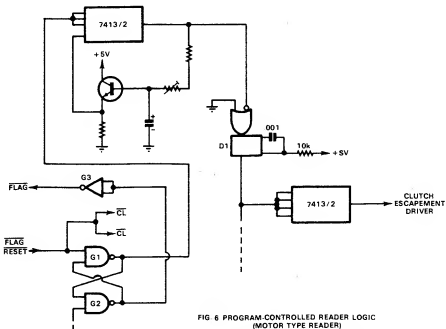 7413/2
+5V
001
D1
10k
+5V
G3
FLAG
7413/2
CLUTCH
ESCAPEMENT
DRIVER
CL
FLAG
RESET
CL
G1
G2
FIG 6 PROGRAM-CONTROLLED READER LOGIC
(MOTOR TYPE READER)